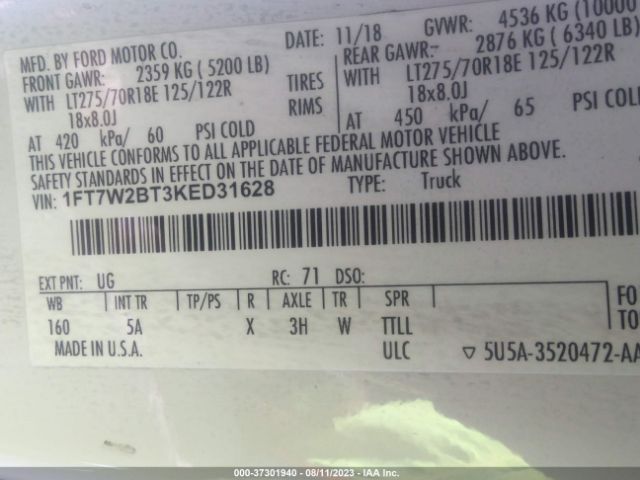 MFD. BY FORD MOTOR CO. DATE: 11/18 GVWR: 4536 KG (10000
FRONT GAWR: 2359 KG ( 5200 LB) REAR GAWR: 2876 KG ( 6340 LB)
WITH LT275/70R18E 125/122R TIRES WITH LT275/70R18E 125/122R
18x8.0J RIMS 18x8.0J
AT 420 kPa/ 60 PSI COLD AT 450 kPa/ 65 PSI COLD
THIS VEHICLE CONFORMS TO ALL APPLICABLE FEDERAL MOTOR VEHICLE
SAFETY STANDARDS IN EFFECT ON THE DATE OF MANUFACTURE SHOWN ABOVE.
VIN: 1FT7W2BT3KED31628 TYPE: Truck
EXT PNT: UG RC: 71 DSO:
WB INT TR TP/PS R AXLE TR SPR FO
160 5A X 3H W TTLL TO
MADE IN U.S.A. ULC ▽ 5U5A-3520472-AA
000-37301940 - 08/11/2023 - IAA Inc.